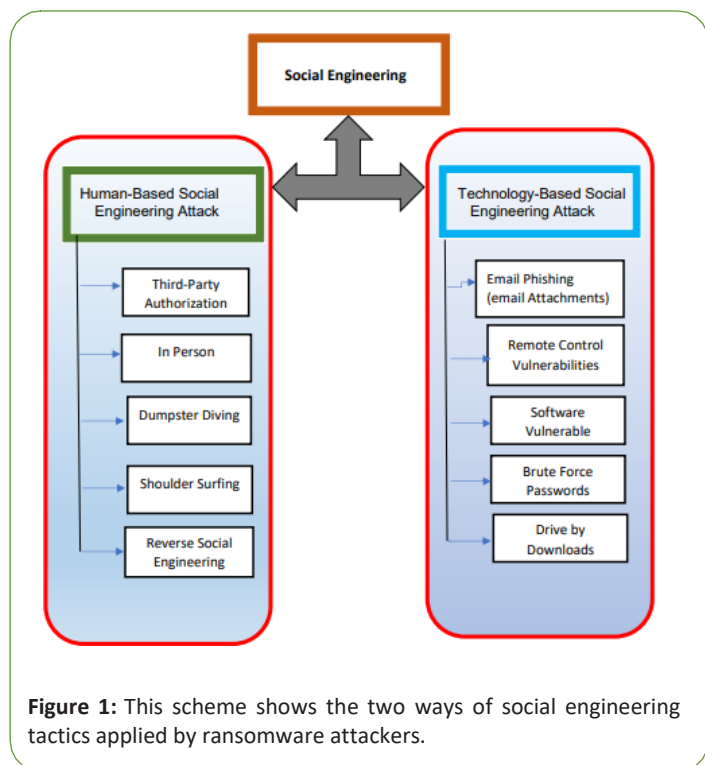 Social Engineering
Human-Based Social
Engineering Attack
Third-Party
Authorization
In Person
Dumpster Diving
Shoulder Surfing
Reverse Social
Engineering
Technology-Based Social
Engineering Attack
Email Phishing
(email Attachments)
Remote Control
Vulnerabilities
Software
Vulnerable
Brute Force
Passwords
Drive by
Downloads
Figure 1: This scheme shows the two ways of social engineering
tactics applied by ransomware attackers.